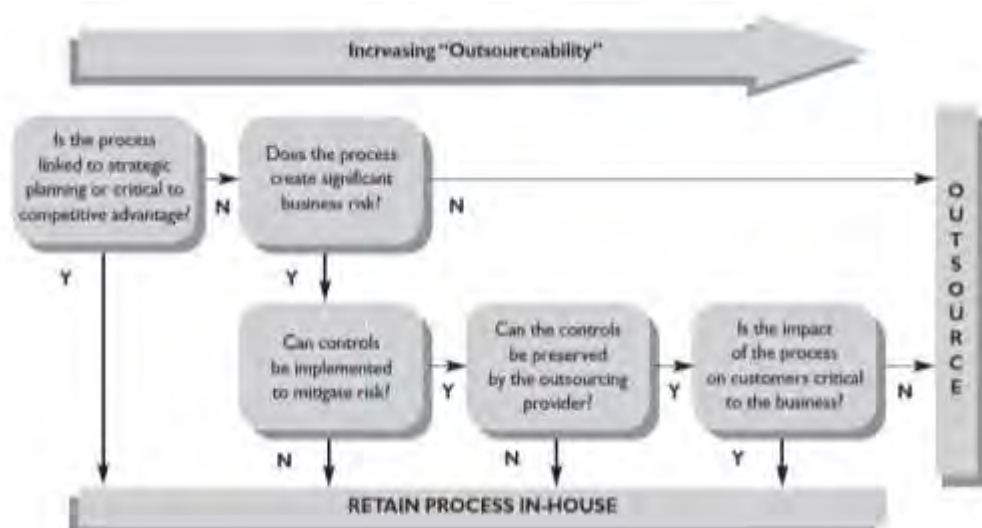 Increasing "Outsourceability"
Is the process
linked to strategic
planning or critical to
competitive advantage?
N
Y
Does the process
create significant
business risk?
N
Y
Can controls
be implemented
to mitigate risk?
Y
N
Can the controls
be preserved
by the outsourcing
provider?
Y
N
Is the impact
of the process
on customers critical
to the business?
N
Y
OUTSOURCE
RETAIN PROCESS IN-HOUSE